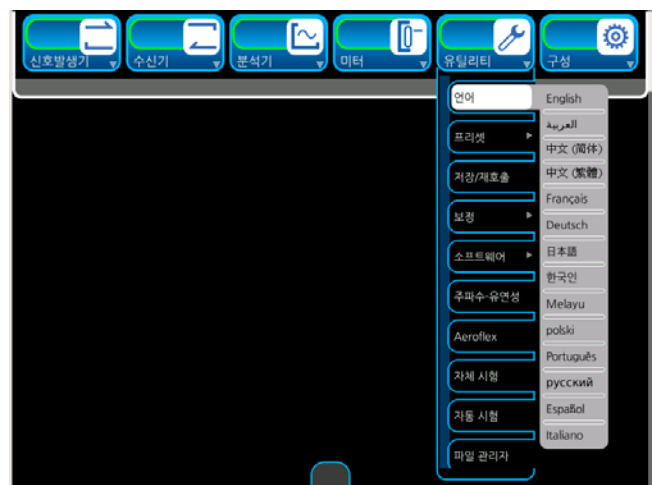 신호발생기
수신기
분석기
미터
유틸리티
구성
언어
프리셋
저장/재호출
보정
소프트웨어
주파수-유연성
Aeroflex
자체 시험
자동 시험
파일 관리자
English
العربية
中文 (简体)
中文 (繁體)
Français
Deutsch
日本語
한국인
Melayu
polski
Português
русский
Español
Italiano